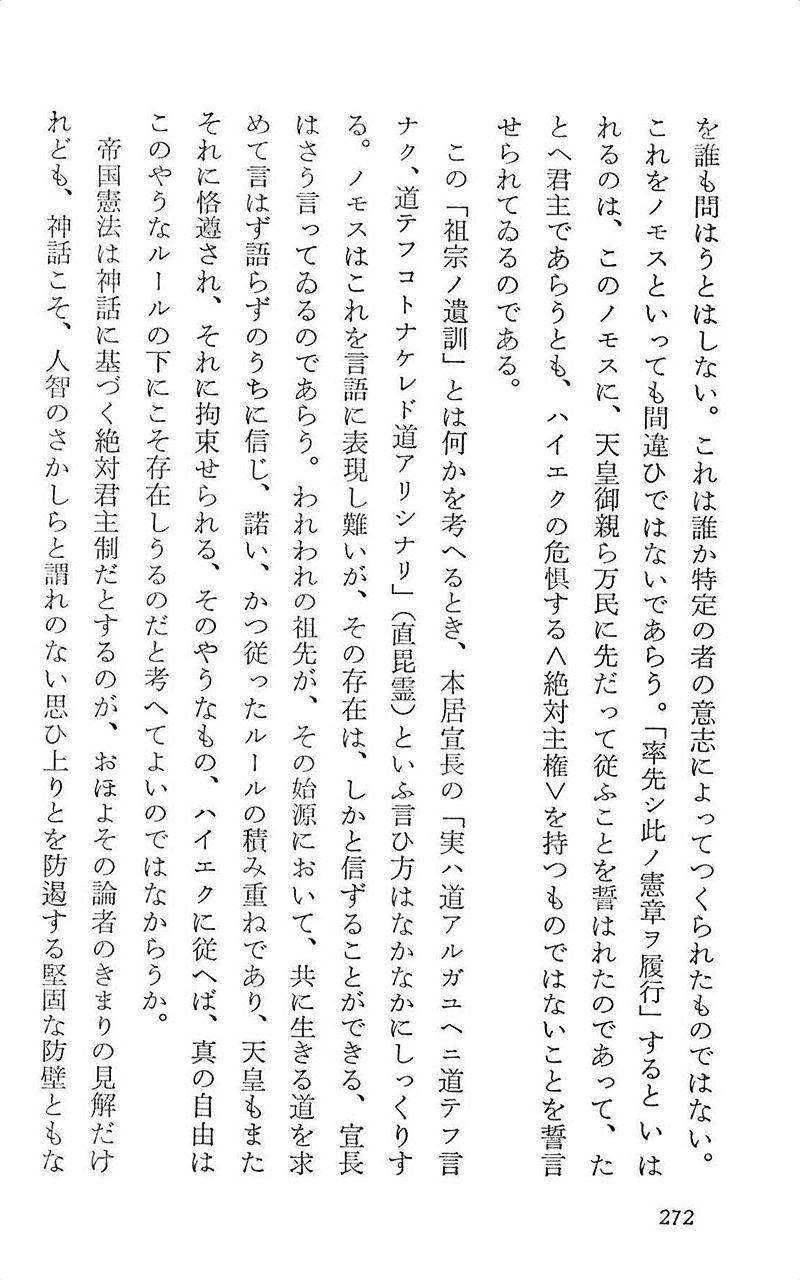 を誰も問はうとはしない。これは誰か特定の者の意志によってつくられたものではない。
これをノモスといっても間違ひではないであらう。「率先シ此ノ憲章ヲ履行」するといは
れるのは、このノモスに、天皇御親ら万民に先だって従ふことを誓はれたのであって、た
とへ君主であらうとも、ハイエクの危惧する＜絶対主権＞を持つものではないことを誓言
せられてゐるのである。
この「祖宗ノ遺訓」とは何かを考へるとき、本居宣長の「実ハ道アルガユヘニ道テフ言
ナク、道テフコトナケレド道アリシナリ」（直毘霊）といふ言ひ方はなかなかにしっくりす
る。ノモスはこれを言語に表現し難いが、その存在は、しかと信ずることができる、宣長
はさう言ってゐるのであらう。われわれの祖先が、その始源において、共に生きる道を求
めて言はず語らずのうちに信じ、諾い、かつ従ったルールの積み重ねであり、天皇もまた
それに恪遵され、それに拘束せられる、そのやうなもの、ハイエクに従へば、真の自由は
このやうなルールの下にこそ存在しうるのだと考へてよいのではなからうか。
帝国憲法は神話に基づく絶対君主制だとするのが、おほよその論者のきまりの見解だけ
れども、神話こそ、人智のさかしらと謂れのない思ひ上りとを防遏する堅固な防壁ともな
272